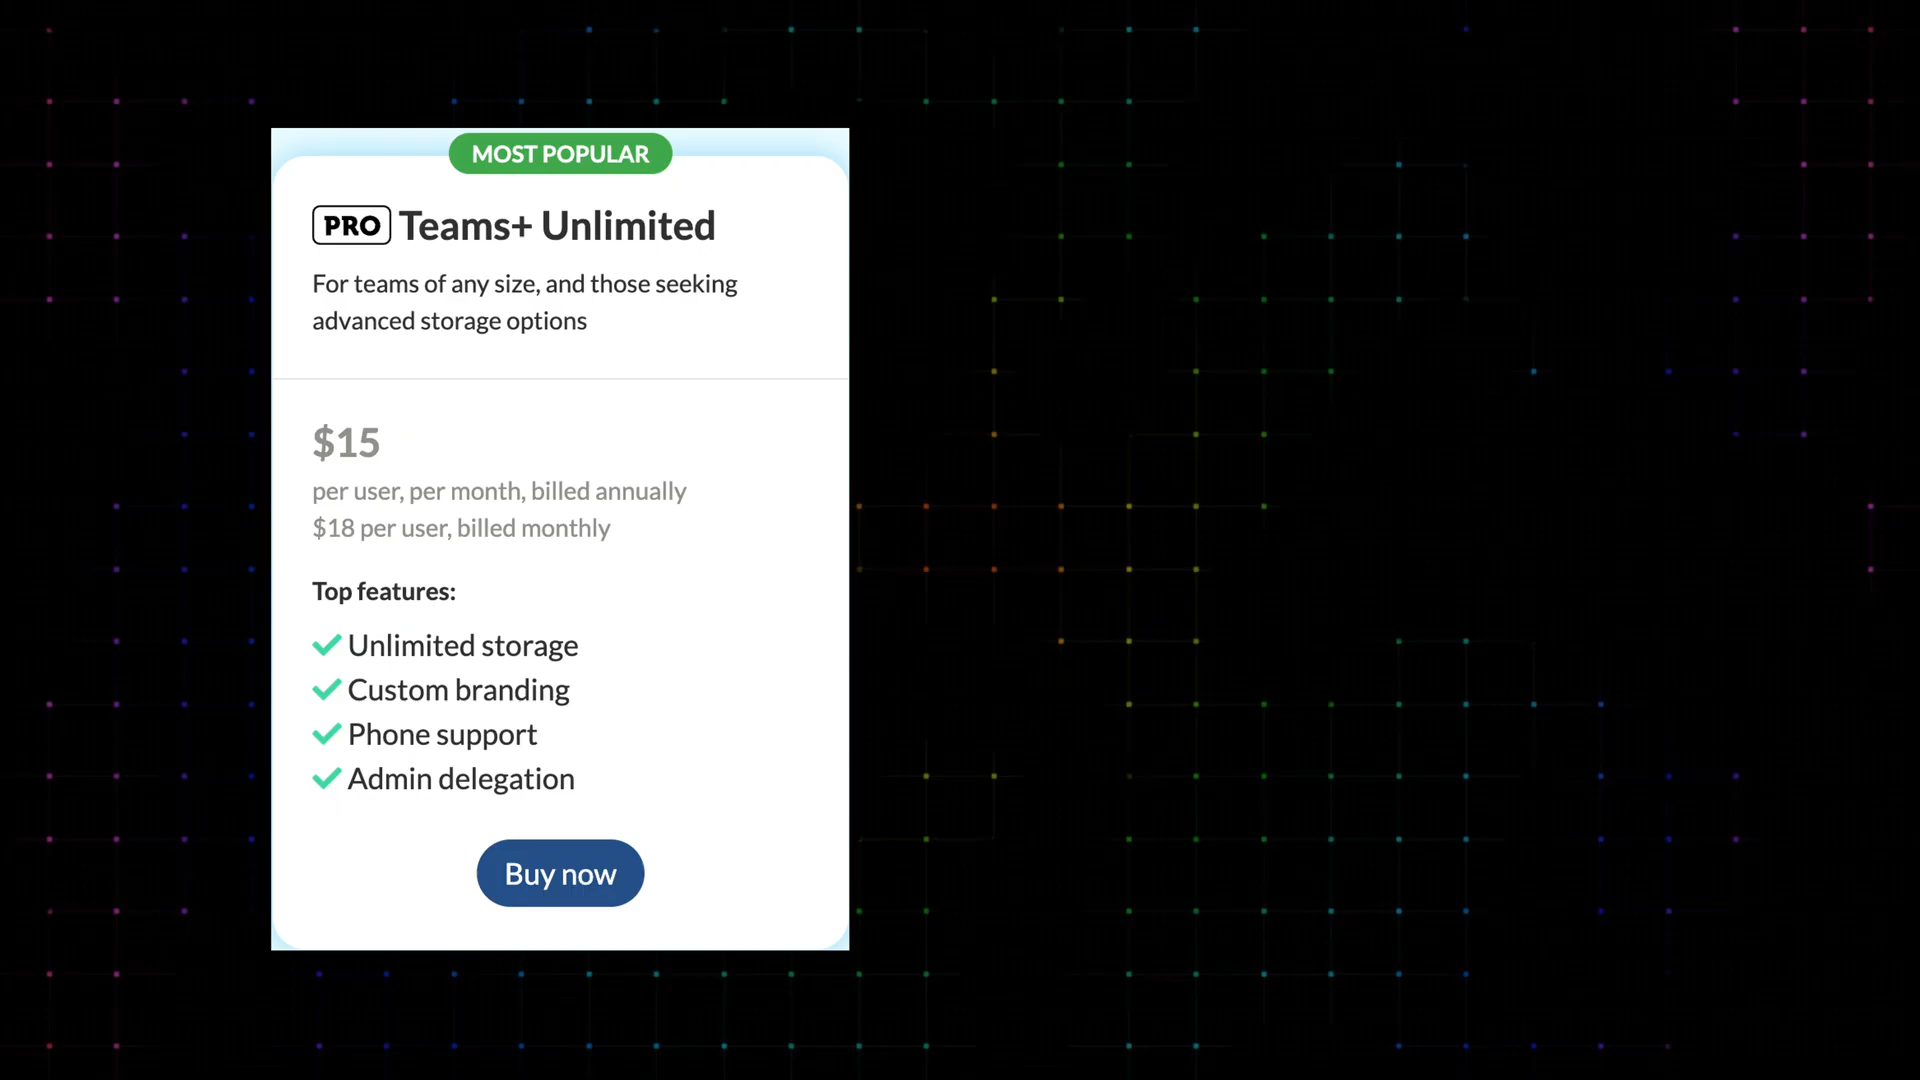 MOST POPULAR
PRO Teams+ Unlimited
For teams of any size, and those seeking
advanced storage options
$15
per user, per month, billed annually
$18 per user, billed monthly
Top features:
Unlimited storage
Custom branding
Phone support
Admin delegation
Buy now